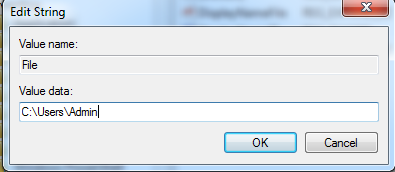 Edit String
Value name:
File
Value data:
C:\Users\Admin
OK Cancel